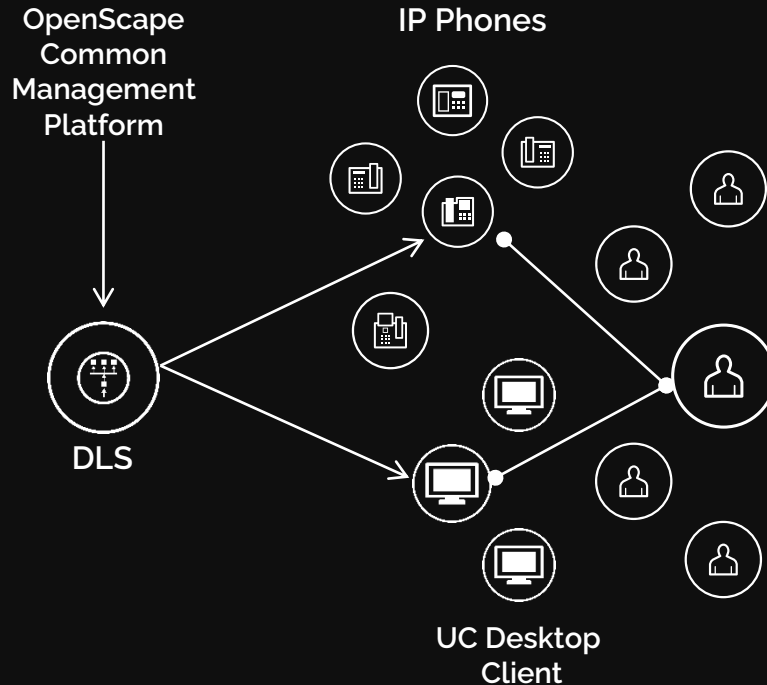 OpenScape
Common
Management
Platform
IP Phones
DLS
UC Desktop
Client